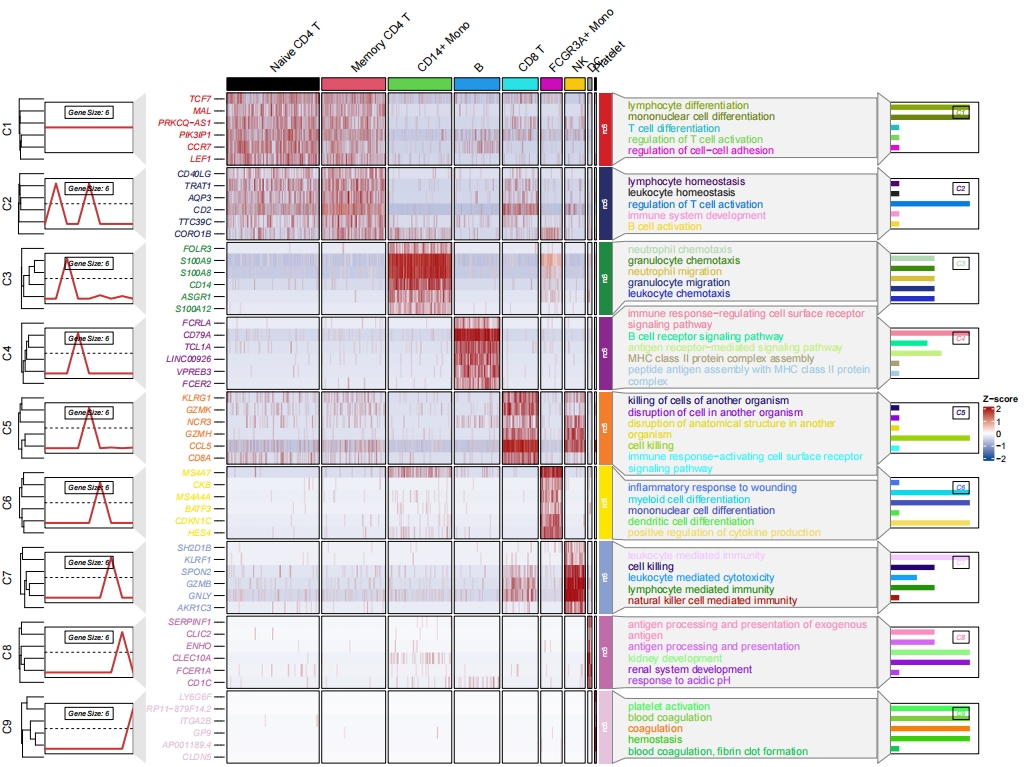 Naive CD4 T
Memory CD4 T
CD14+ Mono
B
CD8 T
FCGR3A+ Mono
NK
DC
Platelet
C1
Gene Size: 6
TCF7
MAL
PRKCQ−AS1
PIK3IP1
CCR7
LEF1
lymphocyte differentiation
mononuclear cell differentiation
T cell differentiation
regulation of T cell activation
regulation of cell−cell adhesion
C1
C2
Gene Size: 6
CD40LG
TRAT1
AQP3
CD2
TTC39C
CORO1B
lymphocyte homeostasis
leukocyte homeostasis
regulation of T cell activation
immune system development
B cell activation
C2
C3
Gene Size: 6
FOLR3
S100A9
S100A8
CD14
ASGR1
S100A12
neutrophil chemotaxis
granulocyte chemotaxis
neutrophil migration
granulocyte migration
leukocyte chemotaxis
C3
C4
Gene Size: 6
FCRLA
CD79A
TCL1A
LINC00926
VPREB3
FCER2
immune response−regulating cell surface receptor
signaling pathway
B cell receptor signaling pathway
antigen receptor−mediated signaling pathway
MHC class II protein complex assembly
peptide antigen assembly with MHC class II protein
complex
C4
C5
Gene Size: 6
KLRG1
GZMK
NCR3
GZMH
CCL5
CD8A
killing of cells of another organism
disruption of cell in another organism
disruption of anatomical structure in another
organism
cell killing
immune response−activating cell surface receptor
signaling pathway
C5
Z−score
2
1
0
−1
−2
C6
Gene Size: 6
MS4A7
CKB
MS4A4A
BATF3
CDKN1C
HES4
inflammatory response to wounding
myeloid cell differentiation
mononuclear cell differentiation
dendritic cell differentiation
positive regulation of cytokine production
C6
C7
Gene Size: 6
SH2D1B
KLRF1
SPON2
GZMB
GNLY
AKR1C3
leukocyte mediated immunity
cell killing
leukocyte mediated cytotoxicity
lymphocyte mediated immunity
natural killer cell mediated immunity
C8
Gene Size: 6
SERPINF1
CLIC2
ENHO
CLEC10A
FCER1A
CD1C
antigen processing and presentation of exogenous
antigen
antigen processing and presentation
kidney development
renal system development
response to acidic pH
C8
C9
Gene Size: 6
LY6G6F
RP11−879F14.2
ITGA2B
GP9
AP001189.4
CLDN5
platelet activation
blood coagulation
coagulation
hemostasis
blood coagulation, fibrin clot formation